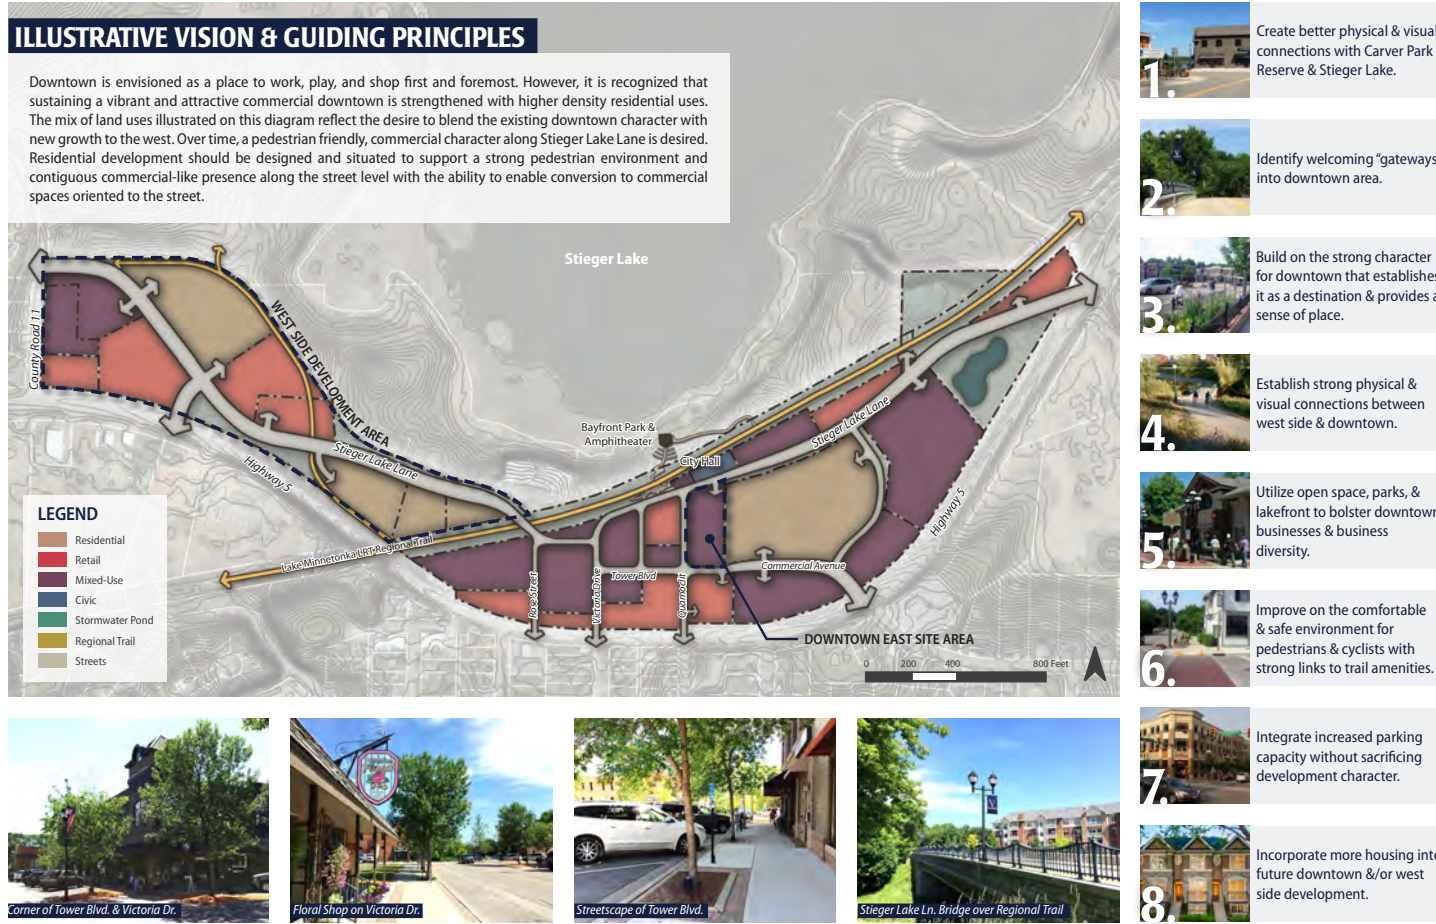 ILLUSTRATIVE VISION & GUIDING PRINCIPLES
Downtown is envisioned as a place to work, play, and shop first and foremost. However, it is recognized that
sustaining a vibrant and attractive commercial downtown is strengthened with higher density residential uses.
The mix of land uses illustrated on this diagram reflect the desire to blend the existing downtown character with
new growth to the west. Over time, a pedestrian friendly, commercial character along Stieger Lake Lane is desired.
Residential development should be designed and situated to support a strong pedestrian environment and
contiguous commercial-like presence along the street level with the ability to enable conversion to commercial
spaces oriented to the street.
Stieger Lake
County Road 11
WEST SIDE DEVELOPMENT AREA
Stieger Lake Lane
Highway 5
Bayfront Park &
Amphitheater
City Hall
Stieger Lake Lane
Highway 5
Lake Minnetonka LRT Regional Trail
Rose Street
Victoria Drive
Tower Blvd
Quamoclit
Commercial Avenue
DOWNTOWN EAST SITE AREA
0 200 400 800 Feet
LEGEND
Residential
Retail
Mixed-Use
Civic
Stormwater Pond
Regional Trail
Streets
Corner of Tower Blvd. & Victoria Dr.
Floral Shop on Victoria Dr.
Streetscape of Tower Blvd.
Stieger Lake Ln. Bridge over Regional Trail
1.
Create better physical & visual
connections with Carver Park
Reserve & Stieger Lake.
2.
Identify welcoming “gateways
into downtown area.
3.
Build on the strong character
for downtown that establishes
it as a destination & provides a
sense of place.
4.
Establish strong physical &
visual connections between
west side & downtown.
5.
Utilize open space, parks, &
lakefront to bolster downtown
businesses & business
diversity.
6.
Improve on the comfortable
& safe environment for
pedestrians & cyclists with
strong links to trail amenities.
7.
Integrate increased parking
capacity without sacrificing
development character.
8.
Incorporate more housing into
future downtown &/or west
side development.